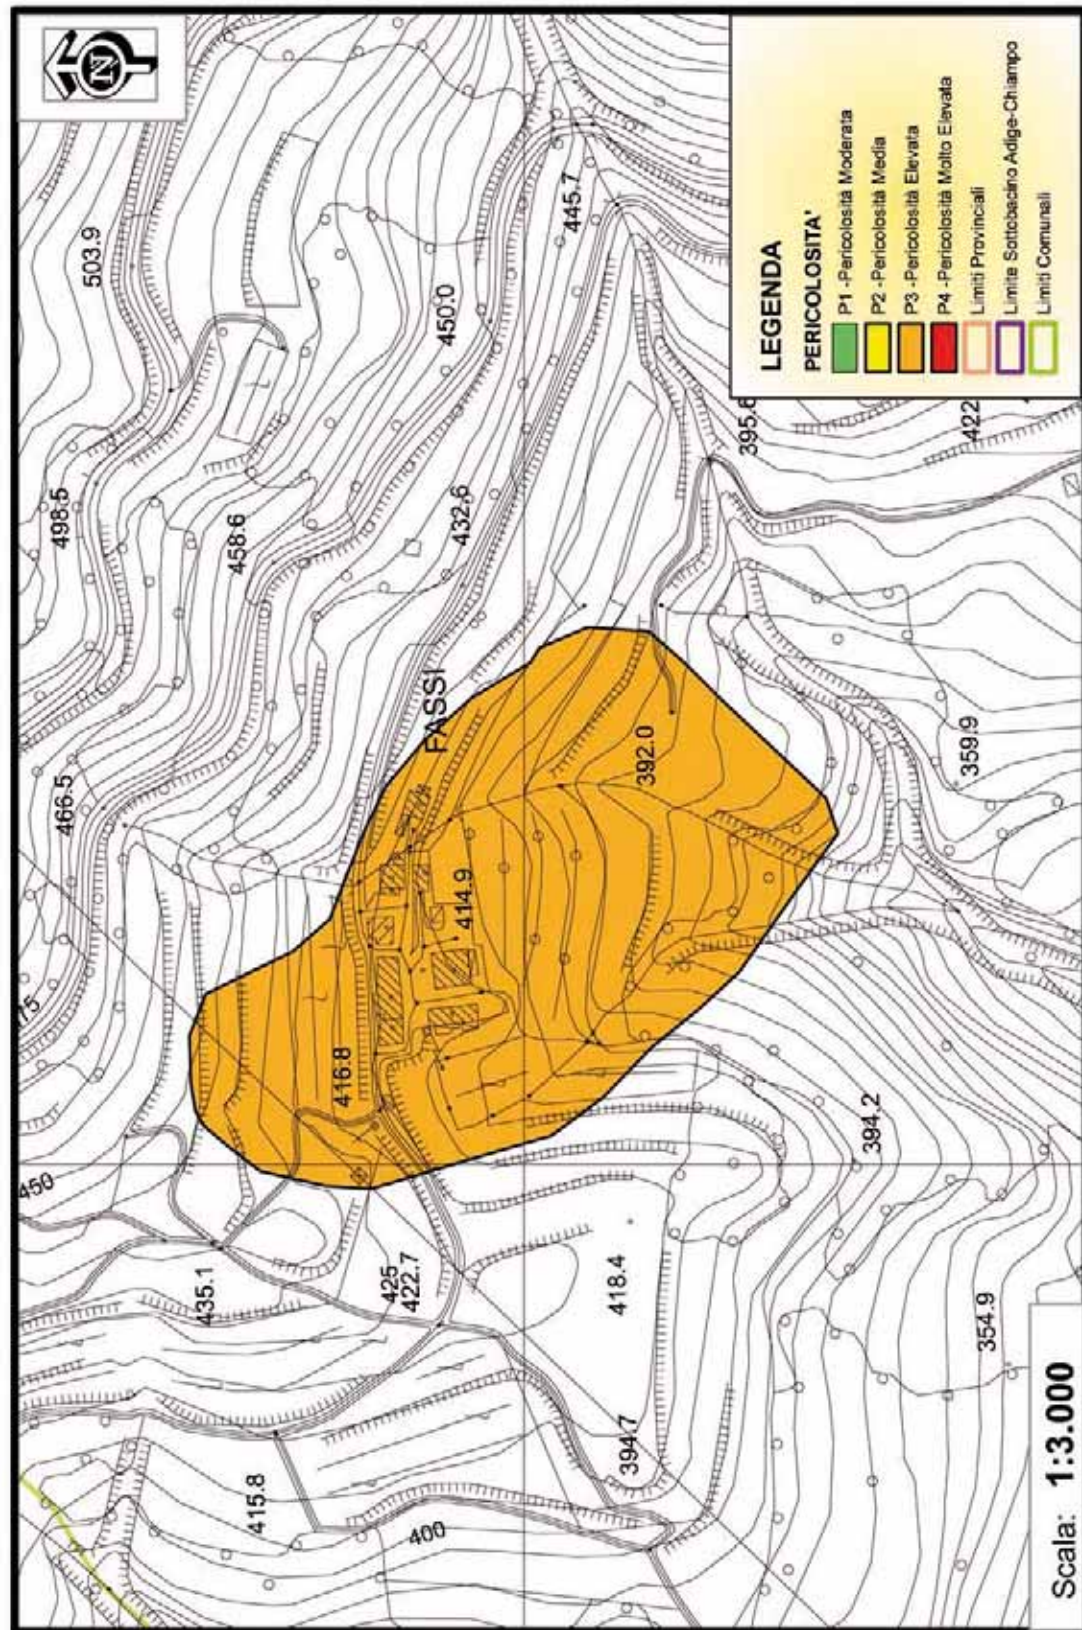 N
503.9
498.5
466.5
475
450
445.7
450.0
458.6
432.6
FASSI
414.9
416.8
392.0
395.6
422
435.1
425
422.7
418.4
394.2
359.9
354.9
394.7
415.8
400
LEGENDA
PERICOLOSITA'
P1 -Pericolosità Moderata
P2 -Pericolosità Media
P3 -Pericolosità Elevata
P4 -Pericolosità Molto Elevata
Limiti Provinciali
Limite Sottobacino Adige-Chiampo
Limiti Comunali
Scala: 1:3.000